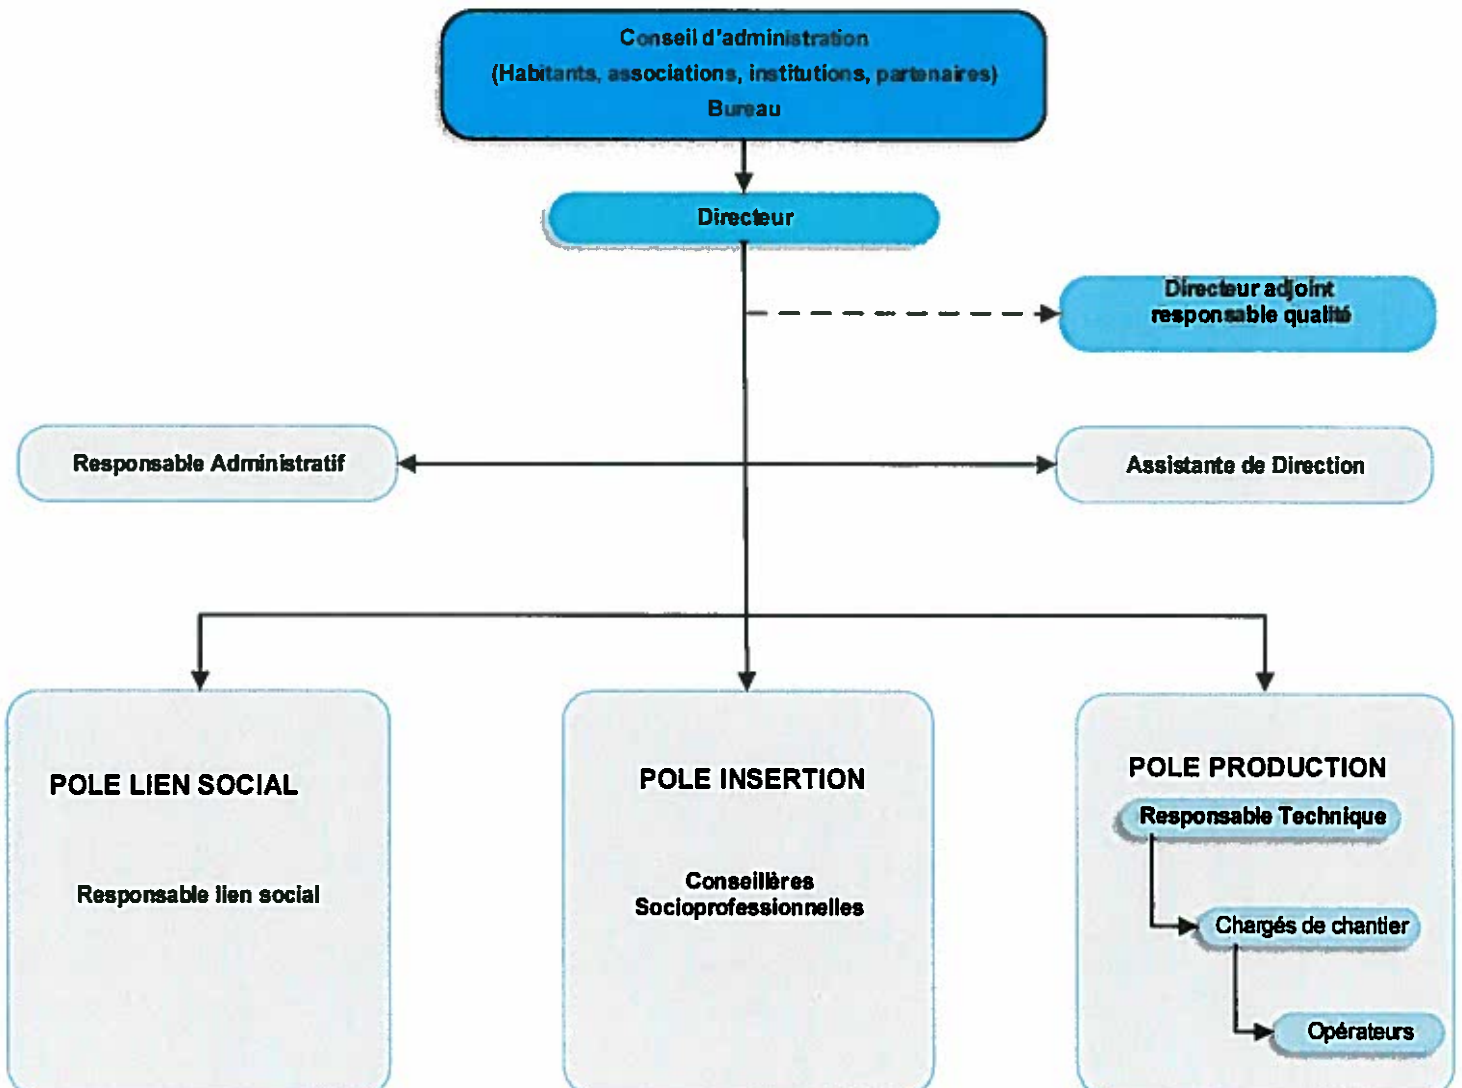 Conseil d'administration
(Habitants, associations, institutions, partenaires)
Bureau
Directeur
Directeur adjoint
responsable qualité
Responsable Administratif
Assistante de Direction
POLE LIEN SOCIAL
Responsable lien social
POLE INSERTION
Conseillères
Socioprofessionnelles
POLE PRODUCTION
Responsable Technique
Chargés de chantier
Opérateurs